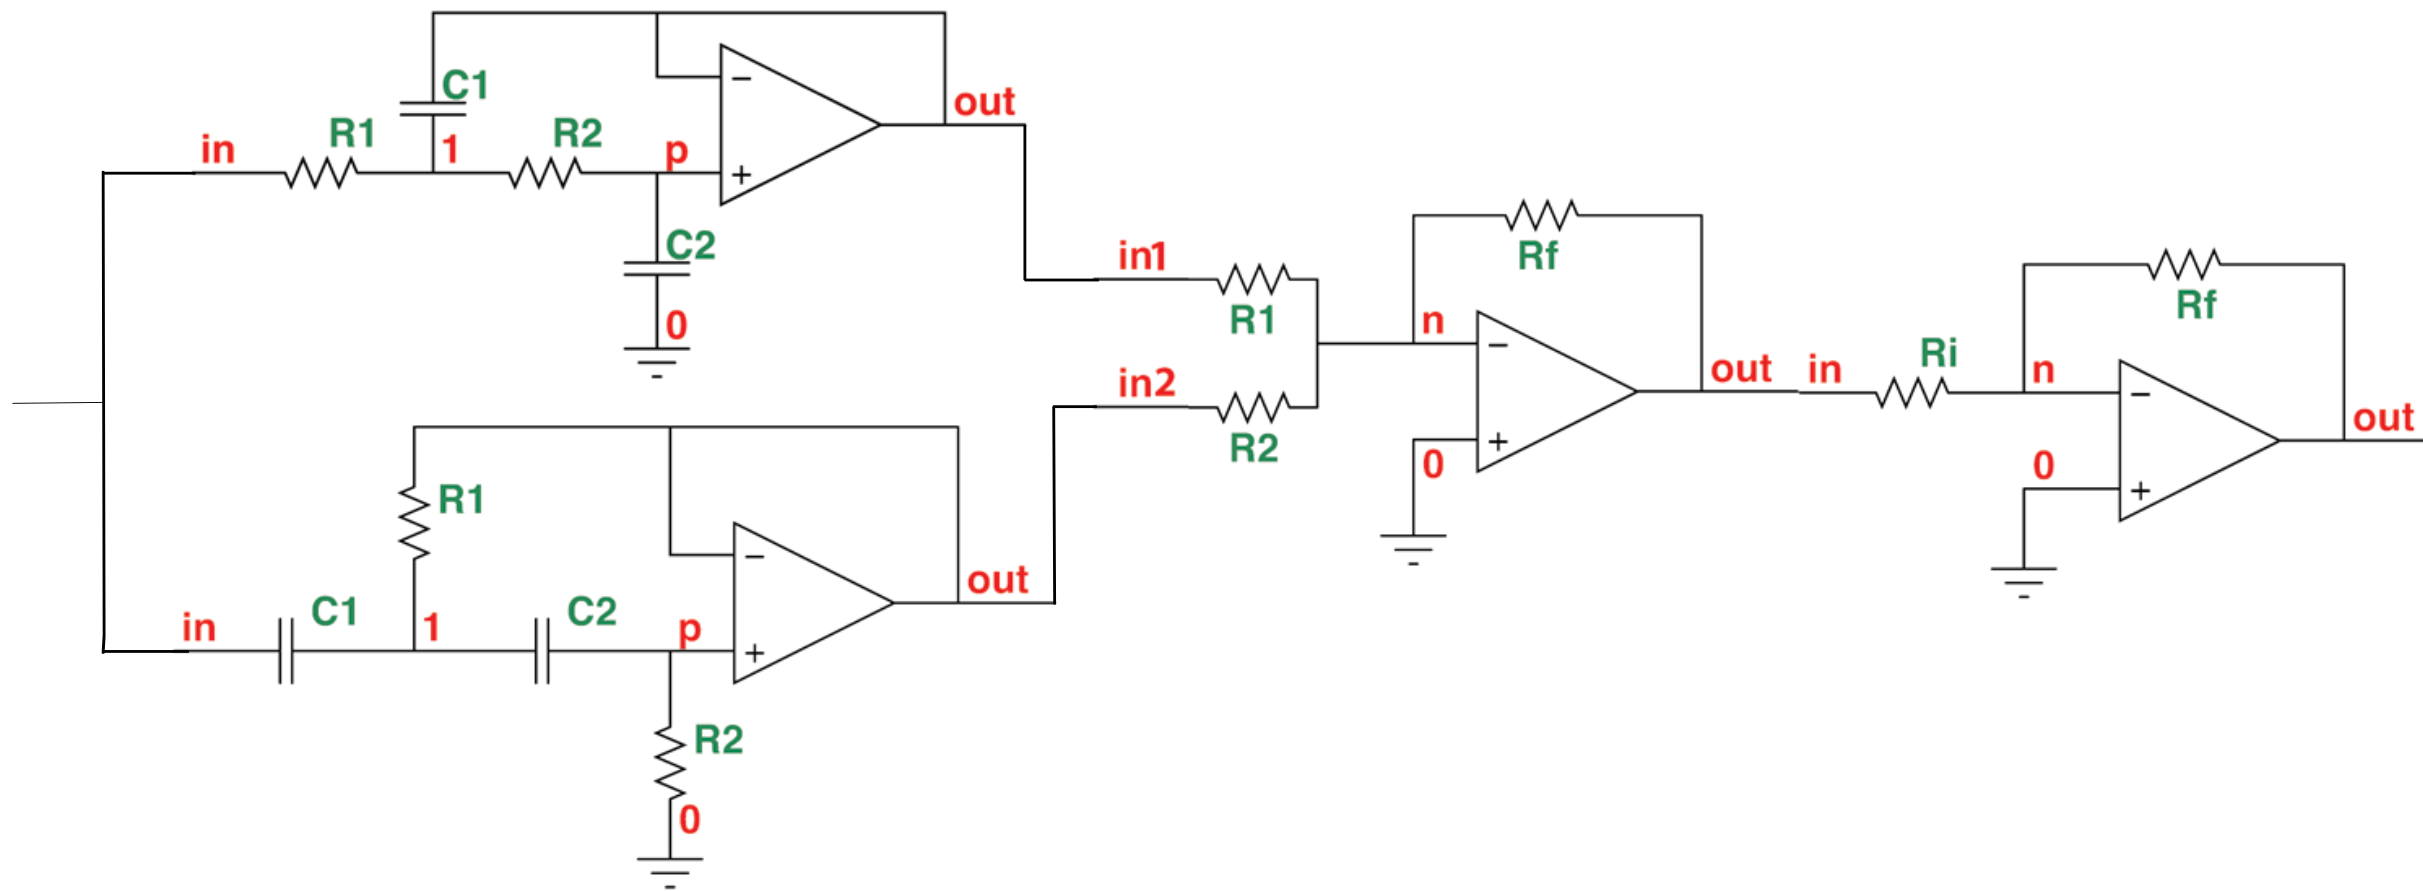 C1
out
in
R1
1
R2
p
−
+
C2
0
in1
R1
in2
R2
Rf
n
−
+
0
out
in
Ri
Rf
n
−
+
0
out
R1
−
+
out
in
C1
1
C2
p
R2
0